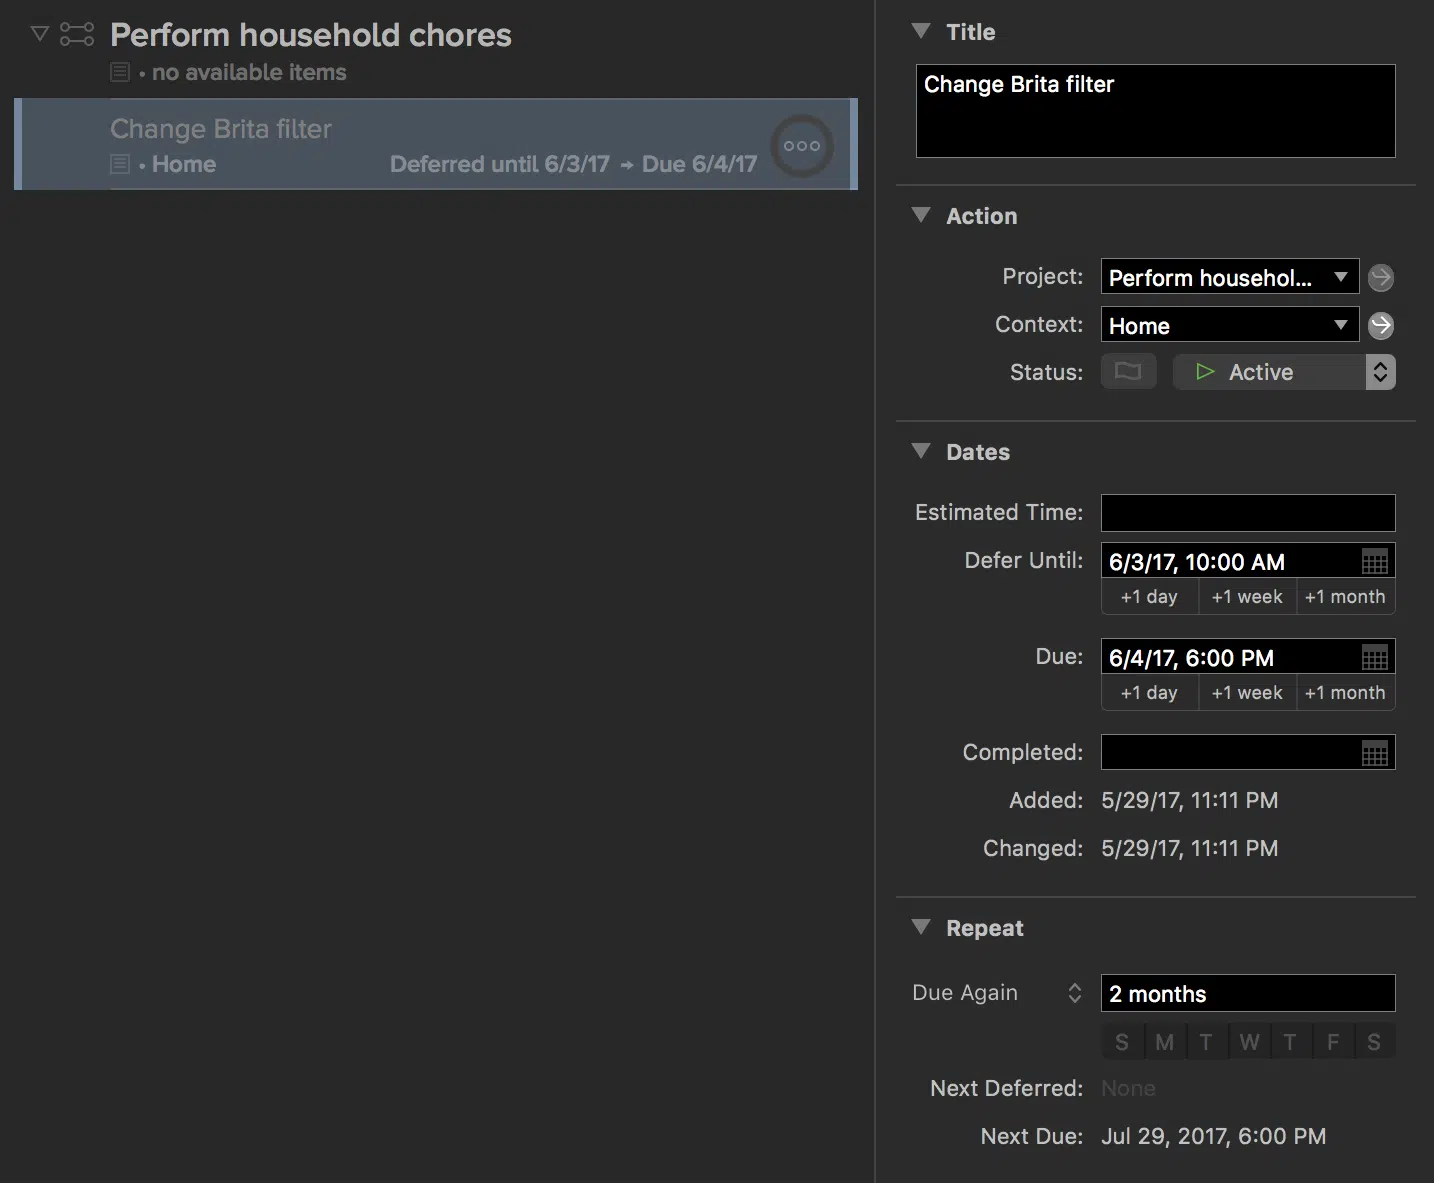 Perform household chores
• no available items
Change Brita filter
• Home Deferred until 6/3/17 → Due 6/4/17
Title
Change Brita filter
Action
Project: Perform househol...
Context: Home
Status: Active
Dates
Estimated Time:
Defer Until: 6/3/17, 10:00 AM
+1 day +1 week +1 month
Due: 6/4/17, 6:00 PM
+1 day +1 week +1 month
Completed:
Added: 5/29/17, 11:11 PM
Changed: 5/29/17, 11:11 PM
Repeat
Due Again 2 months
S M T W T F S
Next Deferred: None
Next Due: Jul 29, 2017, 6:00 PM